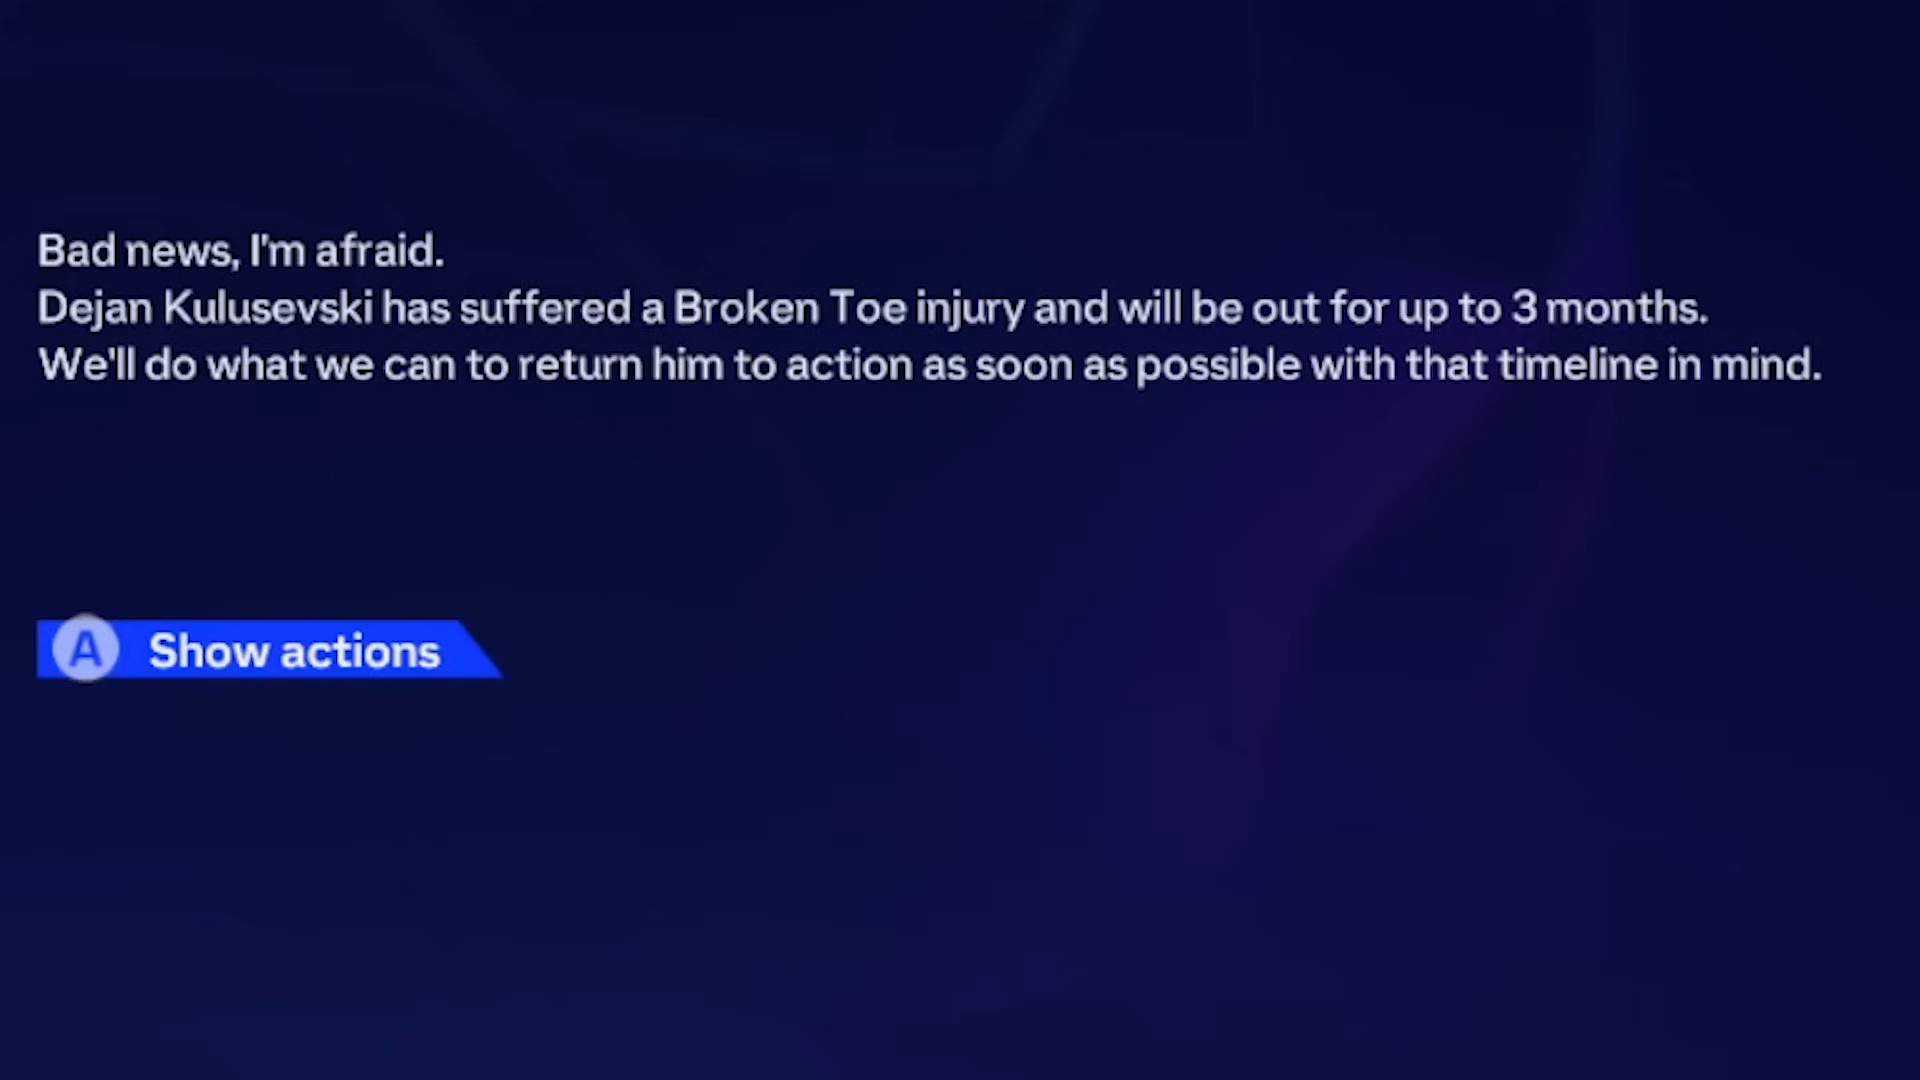 Bad news, I'm afraid.
Dejan Kulusevski has suffered a Broken Toe injury and will be out for up to 3 months.
We'll do what we can to return him to action as soon as possible with that timeline in mind.
A Show actions